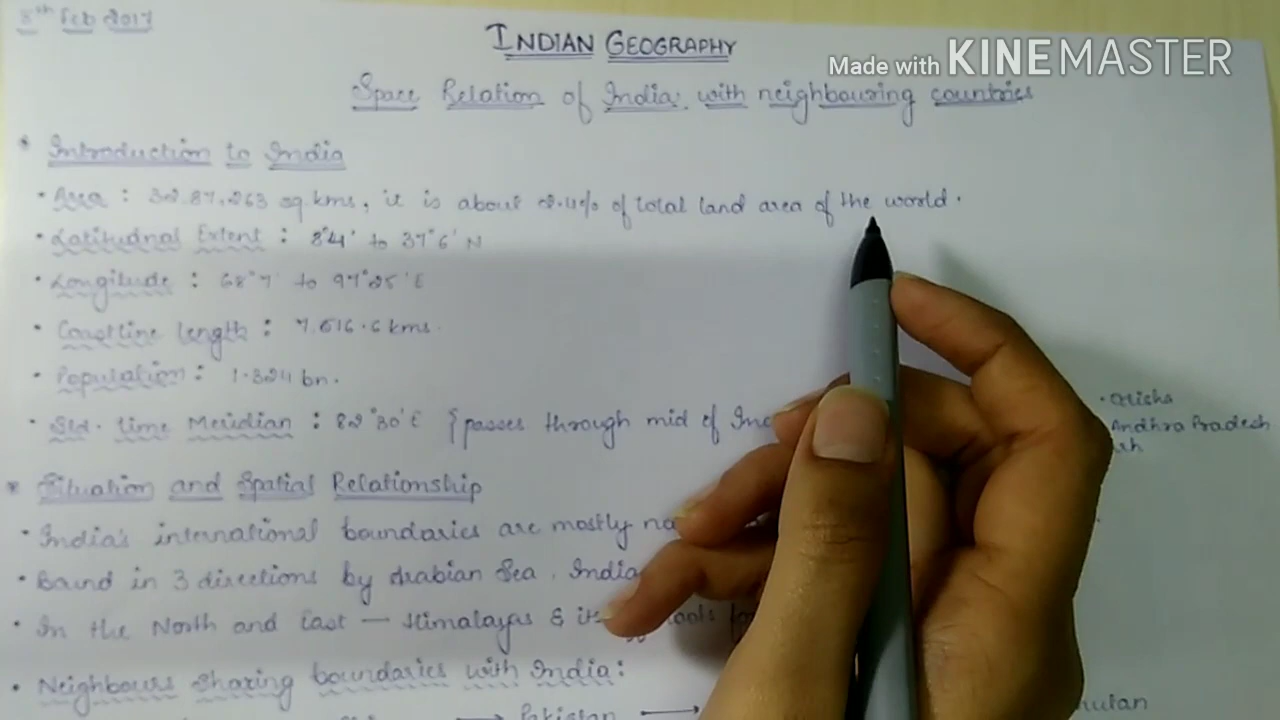 8th Feb 2017
INDIAN GEOGRAPHY
Made with KINEMASTER
Space Relation of India with neighbouring countries
* Introduction to India
• Area : 32,87,263 sq kms, it is about 2.4% of total land area of the world.
• Latitudnal Extent : 8°4' to 37°6' N
• Longitude : 68°7' to 97°25' E
• Coastline length : 7,516.6 kms.
• Population : 1.324 bn.
• Std. time Meridian : 82°30'E {passes through mid of
• Orisha
Andhra Pradesh
* Situation and Spatial Relationship
• India's international boundaries are mostly
• Bound in 3 directions by Arabian Sea, India
• In the North and East — Himalayas & its
• Neighbours sharing boundaries with India:
Pakistan →